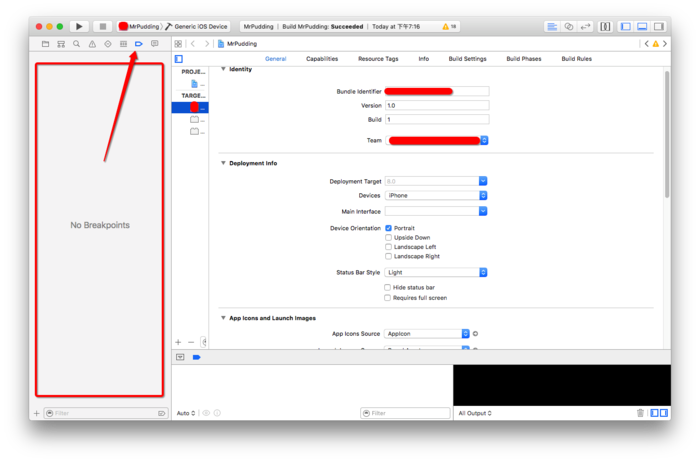 MrPudding
Generic iOS Device
MrPudding | Build MrPudding: Succeeded | Today at 下午7:16
16
MrPudding
General
Capabilities
Resource Tags
Info
Build Settings
Build Phases
Build Rules
PROJE...
...
TARGE...
...
...
...
Identity
Bundle Identifier
Version 1.0
Build 1
Team
Deployment Info
Deployment Target 8.0
Devices iPhone
Main Interface
Device Orientation Portrait
Upside Down
Landscape Left
Landscape Right
Status Bar Style Light
Hide status bar
Requires full screen
App Icons and Launch Images
App Icons Source AppIcon
No Breakpoints
Filter
Auto
Filter
All Output